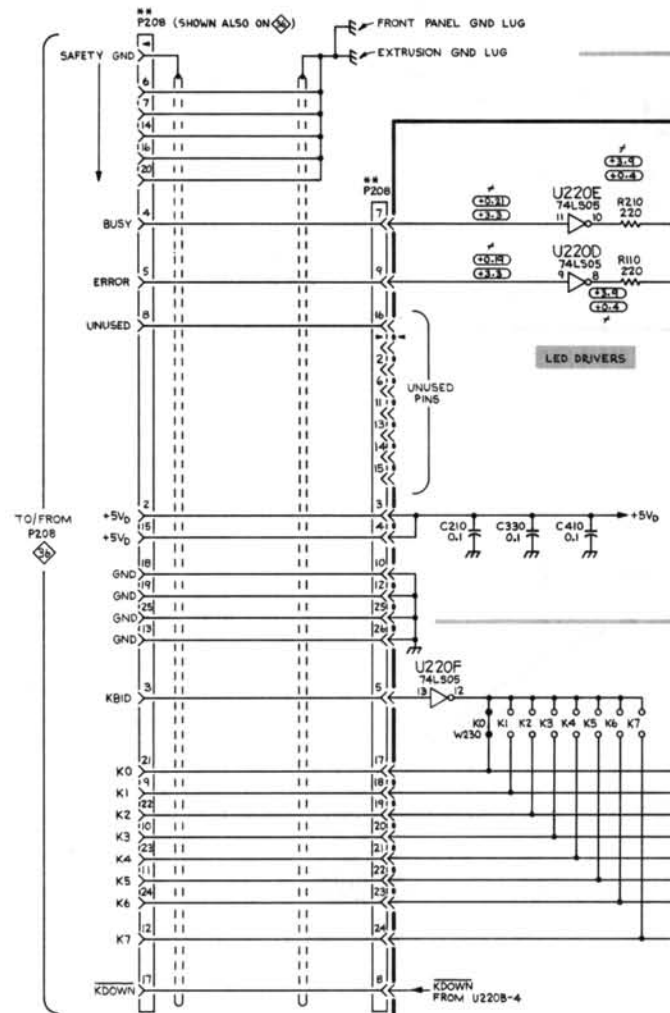 **
P208 (SHOWN ALSO ON 36)
FRONT PANEL GND LUG
EXTRUSION GND LUG
SAFETY GND
6
7
14
16
20
**
P208
BUSY
4
7
+0.21
+3.3
U220E
74LS05
11
10
+3.9
+0.4
R210
220
ERROR
5
9
+0.19
+3.3
U220D
74LS05
9
8
+3.9
+0.4
R110
220
UNUSED
8
16
2
6
11
13
14
15
UNUSED
PINS
LED DRIVERS
TO/FROM
P208
36
+5VD
2
3
+5VD
15
4
C210
0.1
C330
0.1
C410
0.1
+5VD
GND
18
10
GND
19
12
GND
25
25
GND
13
26
KBID
3
5
U220F
74LS05
13
12
K0
W230
K1
K2
K3
K4
K5
K6
K7
K0
21
17
K1
9
18
K2
22
19
K3
10
20
K4
23
21
K5
11
22
K6
24
23
K7
12
24
KDOWN
17
8
KDOWN
FROM U220B-4